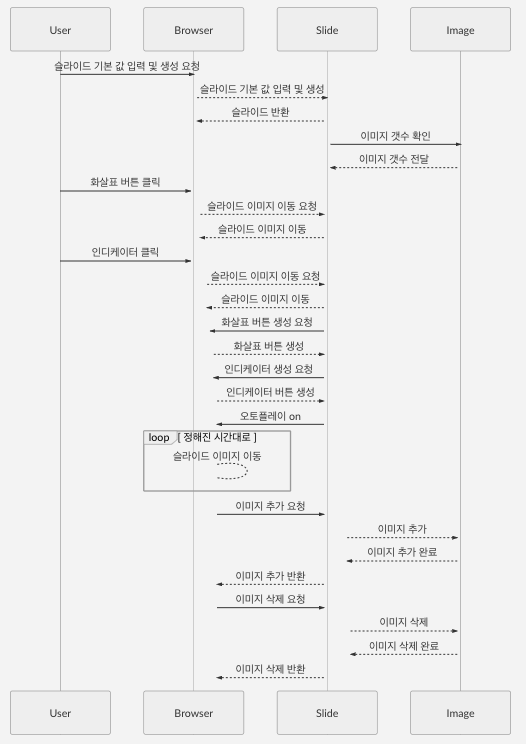 User Browser Slide Image
슬라이드 기본 값 입력 및 생성 요청
슬라이드 기본 값 입력 및 생성
슬라이드 반환
이미지 갯수 확인
이미지 갯수 전달
화살표 버튼 클릭
슬라이드 이미지 이동 요청
슬라이드 이미지 이동
인디케이터 클릭
슬라이드 이미지 이동 요청
슬라이드 이미지 이동
화살표 버튼 생성 요청
화살표 버튼 생성
인디케이터 생성 요청
인디케이터 버튼 생성
오토플레이 on
loop [ 정해진 시간대로 ]
슬라이드 이미지 이동
이미지 추가 요청
이미지 추가
이미지 추가 완료
이미지 추가 반환
이미지 삭제 요청
이미지 삭제
이미지 삭제 완료
이미지 삭제 반환
User Browser Slide Image